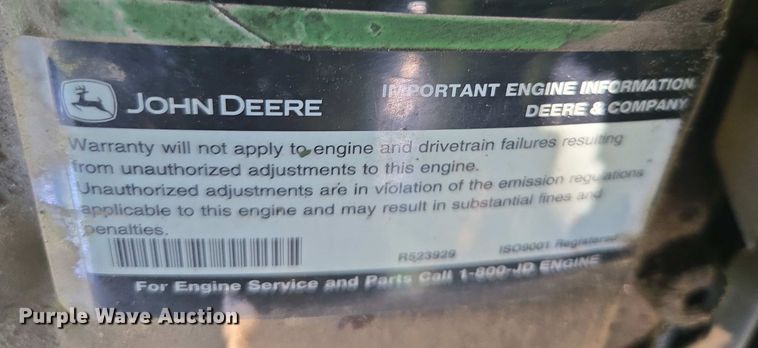 IMPORTANT ENGINE INFORMATION
JOHN DEERE
DEERE & COMPANY
Warranty will not apply to engine and drivetrain failures resulting
from unauthorized adjustments to this engine.
Unauthorized adjustments are in violation of the emission regulations
applicable to this engine and may result in substantial fines and
penalties.
R523929 ISO9001 Registered
For Engine Service and Parts Call 1-800-JD ENGINE
Purple Wave Auction